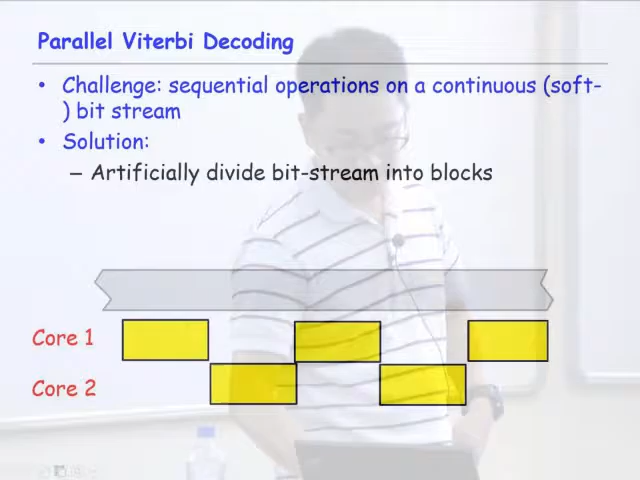 Parallel Viterbi Decoding
• Challenge: sequential operations on a continuous (soft-
) bit stream
• Solution:
– Artificially divide bit-stream into blocks
Core 1
Core 2